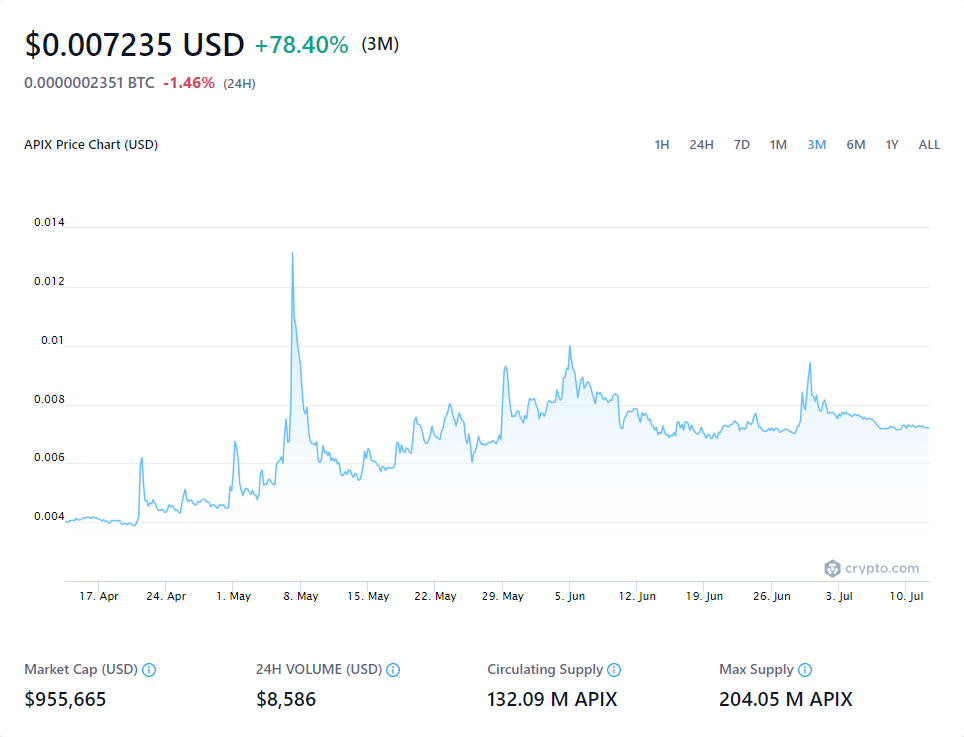 $0.007235 USD +78.40% (3M)
0.0000002351 BTC -1.46% (24H)
APIX Price Chart (USD) 1H 24H 7D 1M 3M 6M 1Y ALL
0.014
0.012
0.01
0.008
0.006
0.004
crypto.com
17. Apr 24. Apr 1. May 8. May 15. May 22. May 29. May 5. Jun 12. Jun 19. Jun 26. Jun 3. Jul 10. Jul
Market Cap (USD) 24H VOLUME (USD) Circulating Supply Max Supply
$955,665 $8,586 132.09 M APIX 204.05 M APIX